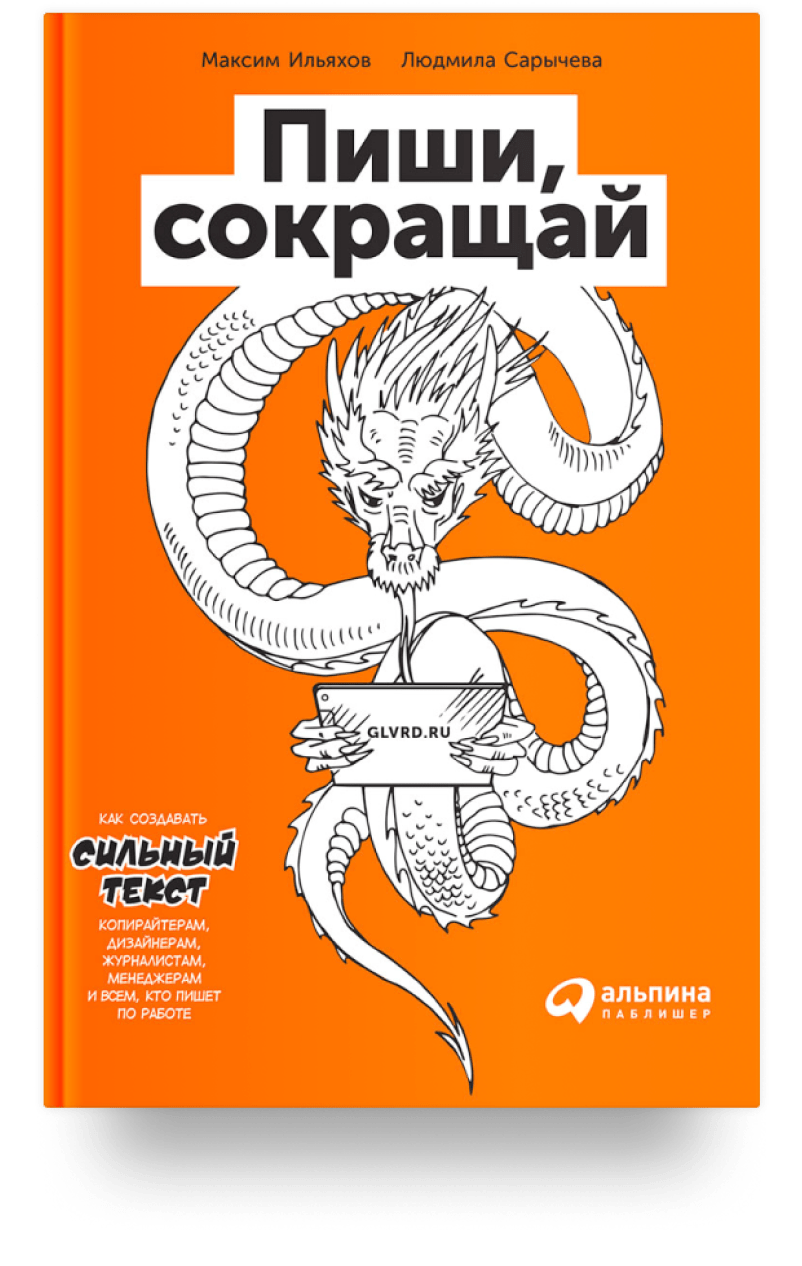 Максим Ильяхов Людмила Сарычева
Пиши,
сокращай
GLVRD.RU
КАК СОЗДАВАТЬ
СИЛЬНЫЙ
ТЕКСТ
КОПИРАЙТЕРАМ,
ДИЗАЙНЕРАМ,
ЖУРНАЛИСТАМ,
МЕНЕДЖЕРАМ
И ВСЕМ, КТО ПИШЕТ
ПО РАБОТЕ
альпина
ПАБЛИШЕР